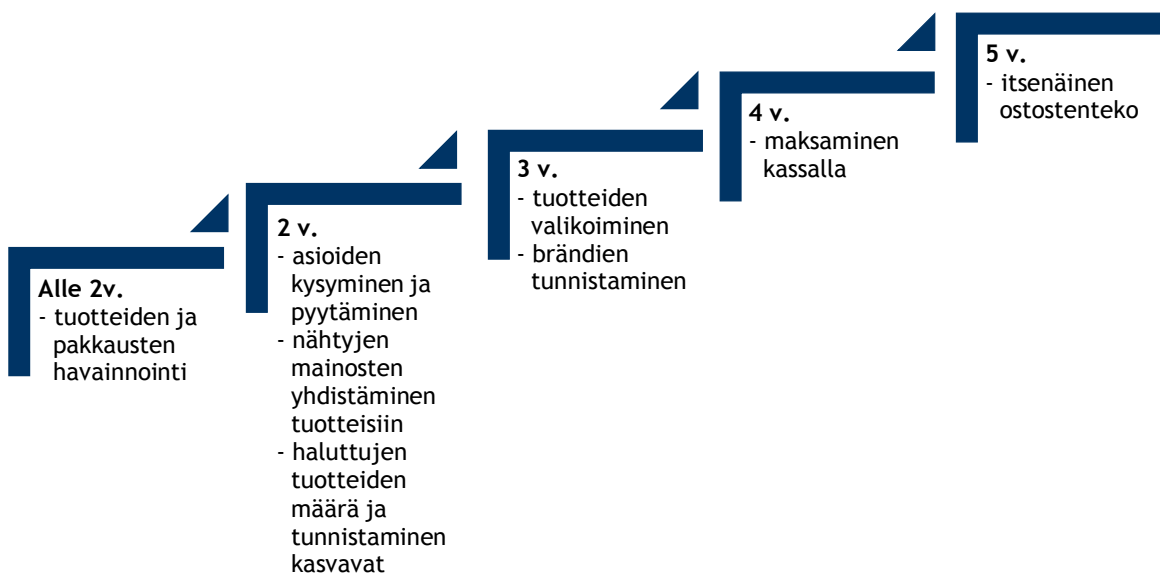 Alle 2v.
- tuotteiden ja
pakkausten
havainnointi
2 v.
- asioiden
kysyminen ja
pyytäminen
- nähtyjen
mainosten
yhdistäminen
tuotteisiin
- haluttujen
tuotteiden
määrä ja
tunnistaminen
kasvavat
3 v.
- tuotteiden
valikoiminen
- brändien
tunnistaminen
4 v.
- maksaminen
kassalla
5 v.
- itsenäinen
ostostenteko